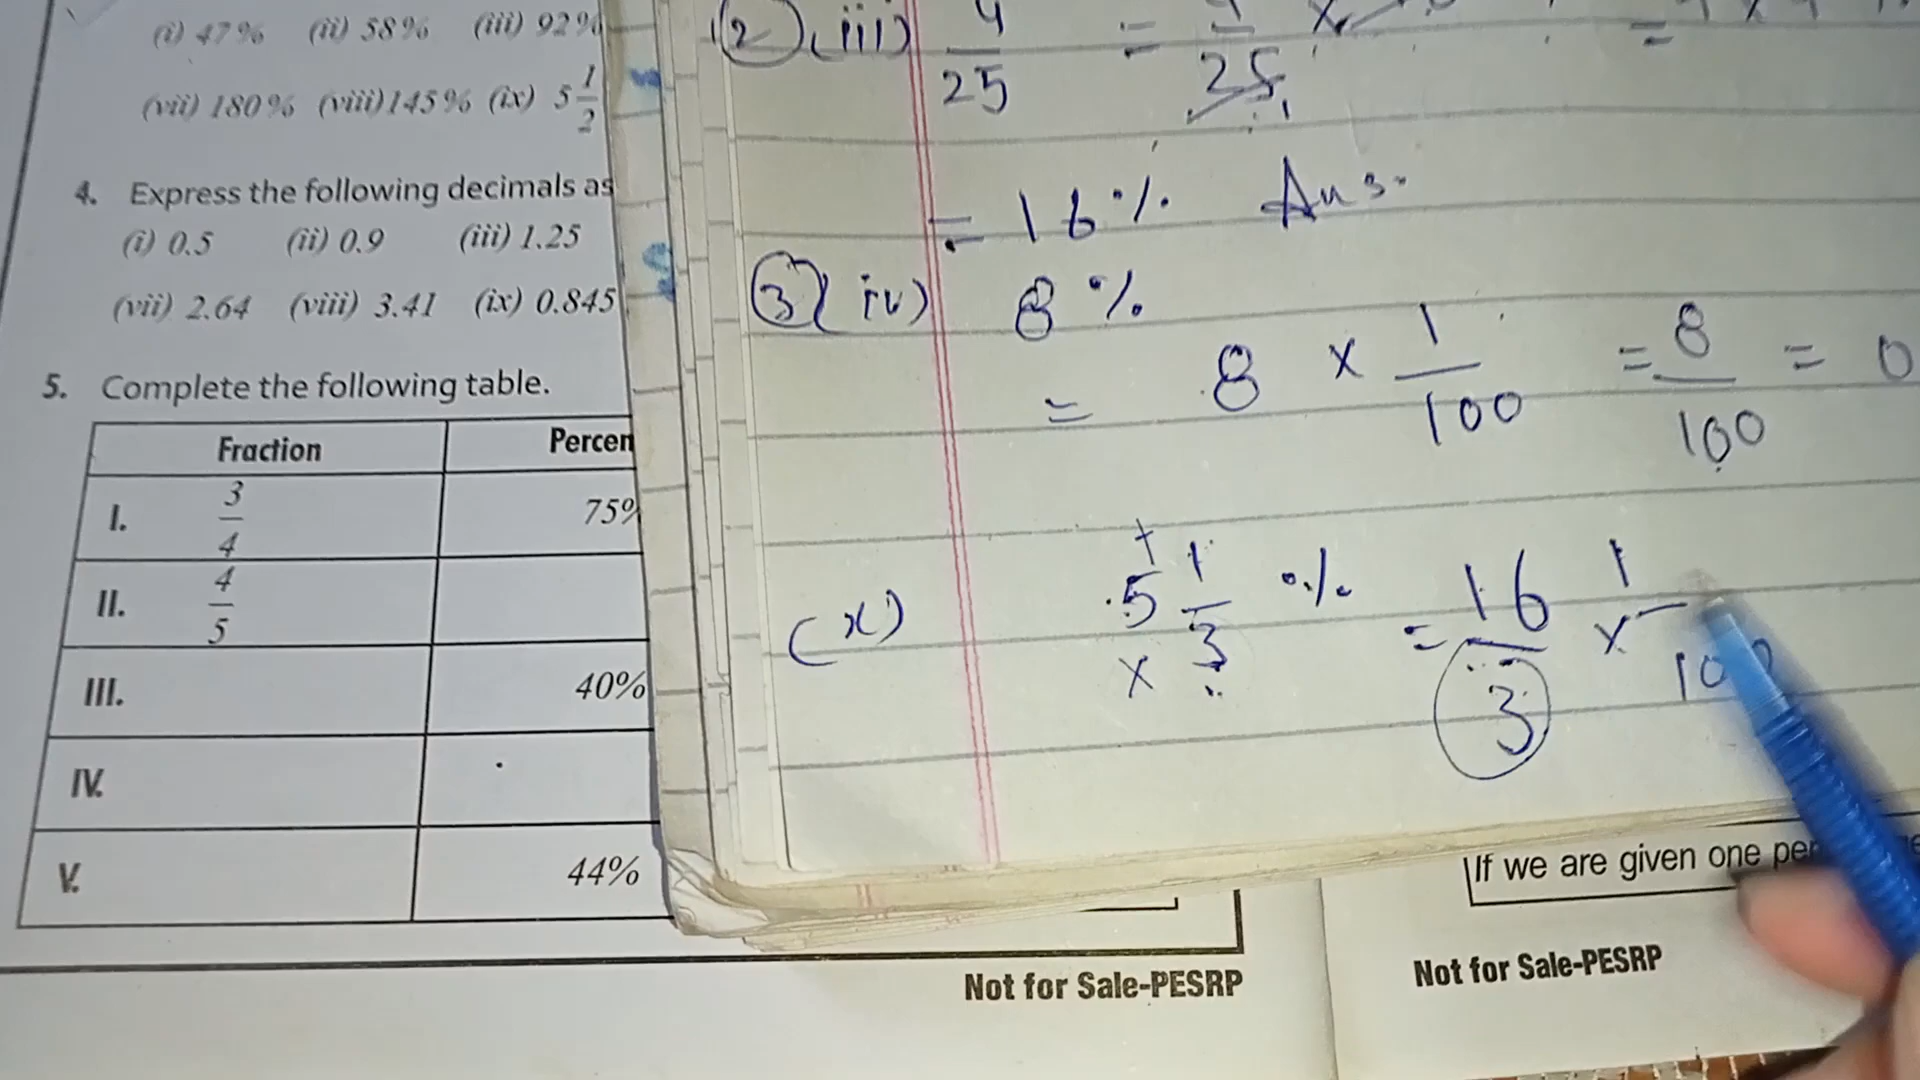 (i) 47% (ii) 58% (iii) 92%
(vii) 180% (viii) 145% (ix) 5 1/2
4. Express the following decimals as
(i) 0.5 (ii) 0.9 (iii) 1.25
(vii) 2.64 (viii) 3.41 (ix) 0.845
5. Complete the following table.
Fraction Percen
I. 3/4 75%
II. 4/5
III. 40%
IV.
V. 44%
Not for Sale-PESRP
(2) (iii) 4/25 =
= 16% Ans.
(3) (iv) 8%
= 8 × 1/100 = 8/100 = 0
(x) 5 1/3 % = 16/3 × 1/100
If we are given one
Not for Sale-PESRP